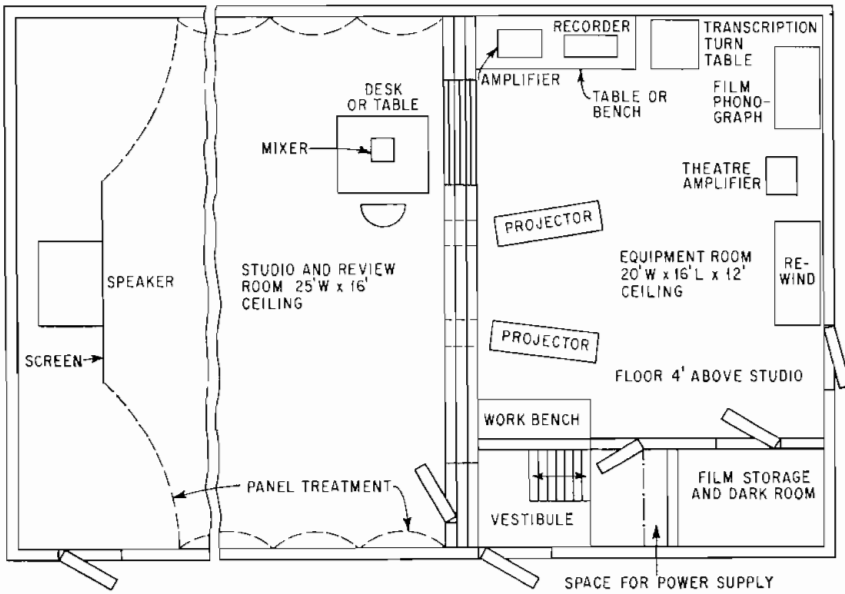 RECORDER
AMPLIFIER
TABLE OR
BENCH
TRANSCRIPTION
TURN
TABLE
FILM
PHONO-
GRAPH
DESK
OR TABLE
MIXER
THEATRE
AMPLIFIER
PROJECTOR
SPEAKER
STUDIO AND REVIEW
ROOM 25'W x 16'
CEILING
EQUIPMENT ROOM
20'W x 16'L x 12'
CEILING
RE-
WIND
PROJECTOR
SCREEN
FLOOR 4' ABOVE STUDIO
WORK BENCH
PANEL TREATMENT
VESTIBULE
FILM STORAGE
AND DARK ROOM
SPACE FOR POWER SUPPLY